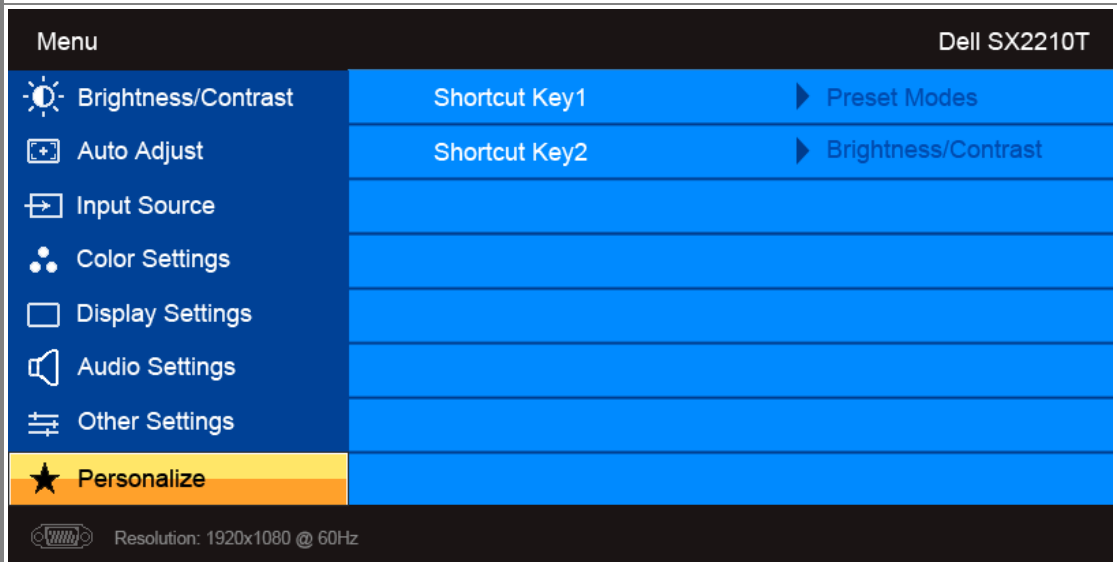 Menu Dell SX2210T
Brightness/Contrast Shortcut Key1 Preset Modes
Auto Adjust Shortcut Key2 Brightness/Contrast
Input Source
Color Settings
Display Settings
Audio Settings
Other Settings
Personalize
Resolution: 1920x1080 @ 60Hz